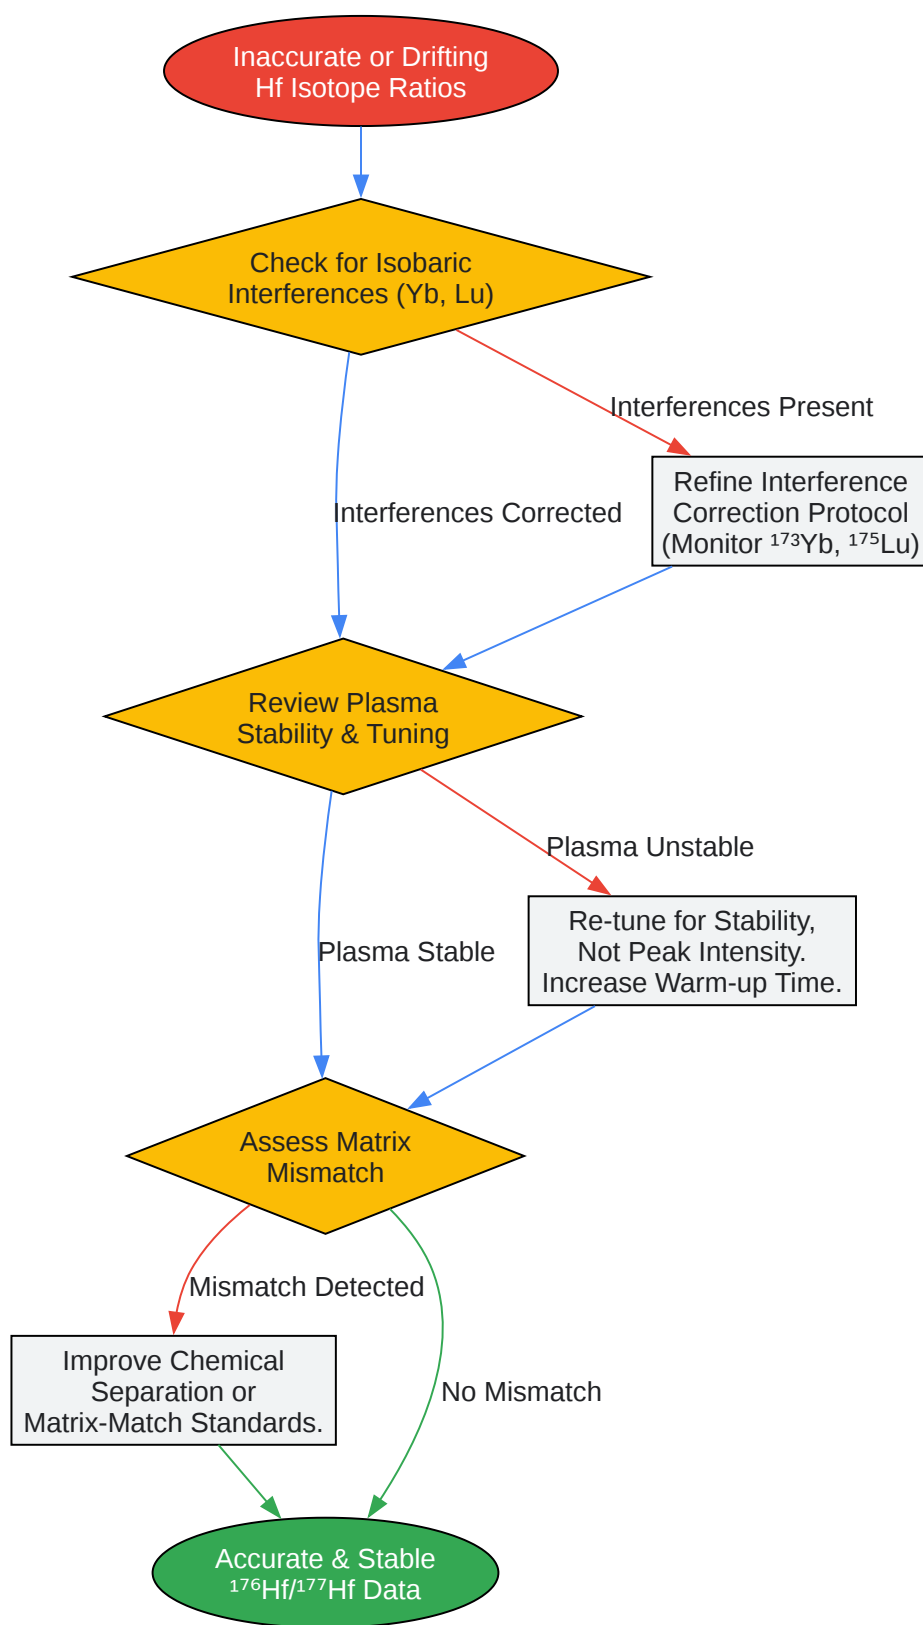 Inaccurate or Drifting
Hf Isotope Ratios
Check for Isobaric
Interferences (Yb, Lu)
Interferences Present
Refine Interference
Correction Protocol
(Monitor ¹⁷³Yb, ¹⁷⁵Lu)
Interferences Corrected
Review Plasma
Stability & Tuning
Plasma Unstable
Re-tune for Stability,
Not Peak Intensity.
Increase Warm-up Time.
Plasma Stable
Assess Matrix
Mismatch
Mismatch Detected
Improve Chemical
Separation or
Matrix-Match Standards.
No Mismatch
Accurate & Stable
¹⁷⁶Hf/¹⁷⁷Hf Data